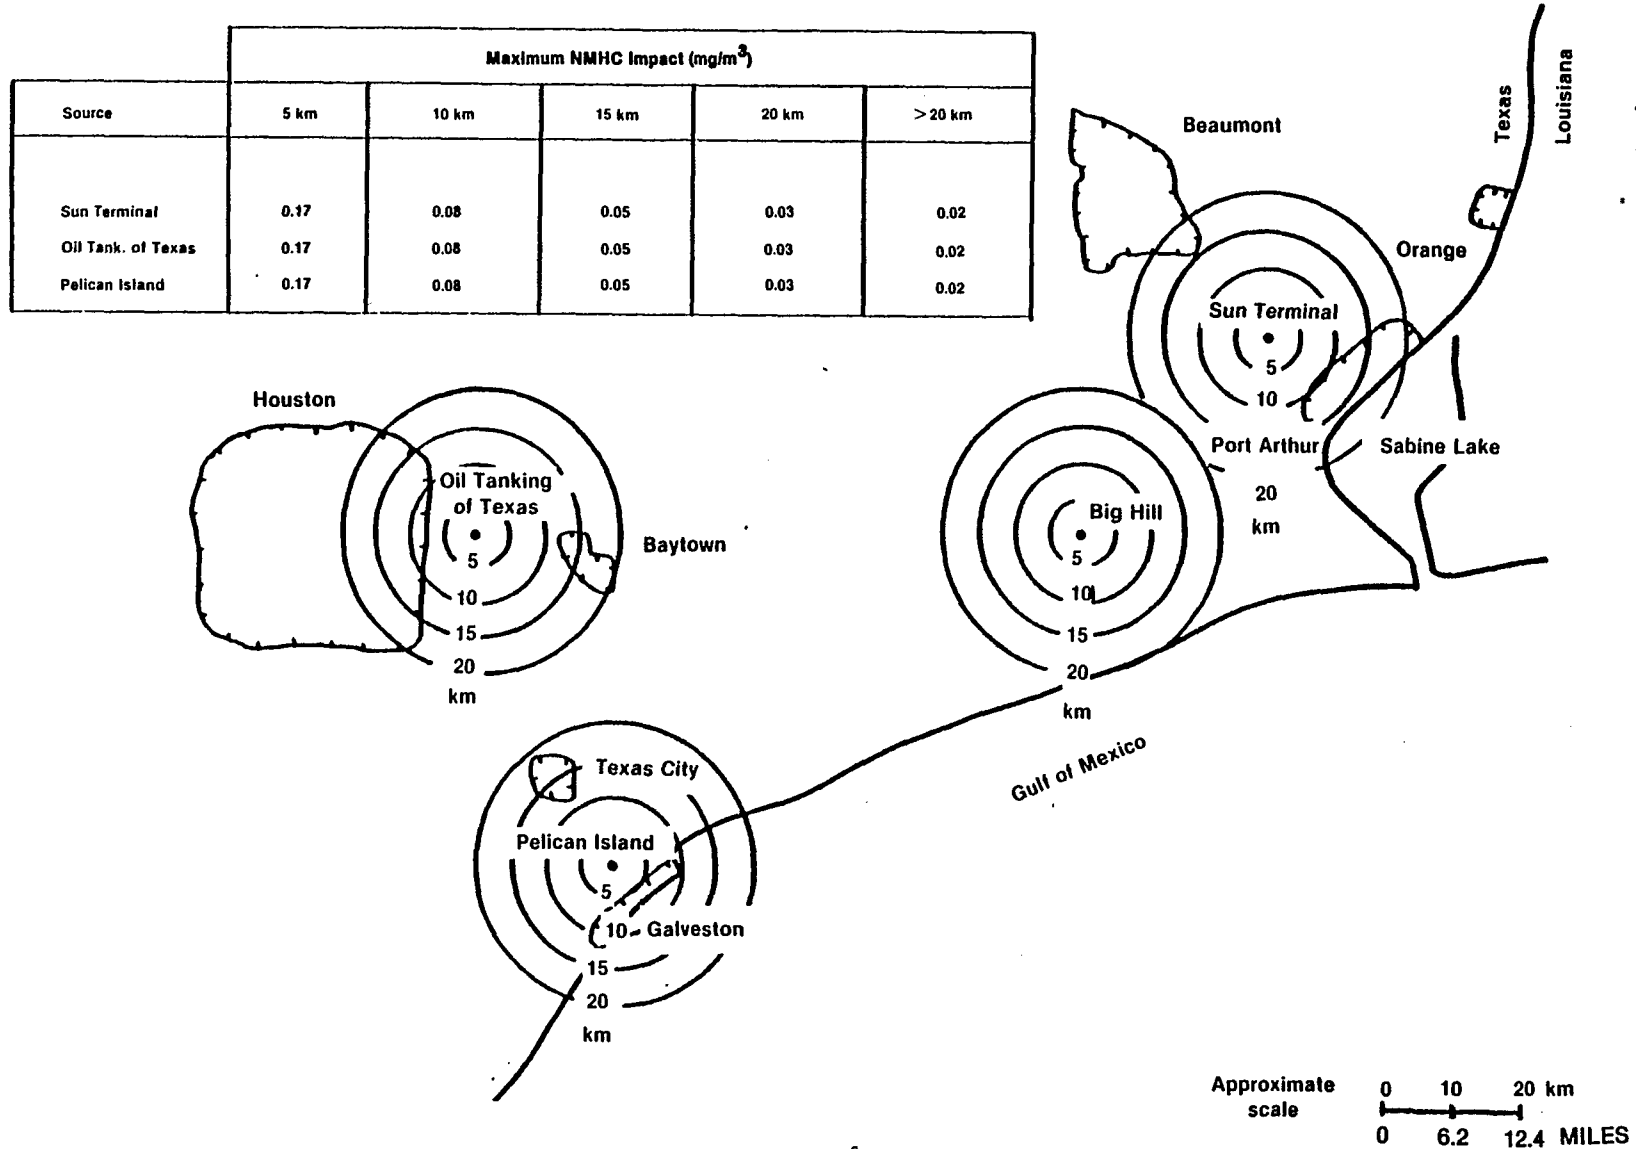 Maximum NMHC Impact (mg/m³)
Source 5 km 10 km 15 km 20 km > 20 km
Sun Terminal 0.17 0.08 0.05 0.03 0.02
Oil Tank. of Texas 0.17 0.08 0.05 0.03 0.02
Pelican Island 0.17 0.08 0.05 0.03 0.02
Beaumont
Texas
Louisiana
Orange
Sun Terminal
5
10
Port Arthur
Sabine Lake
20
km
Houston
Oil Tanking
of Texas
5
10
15
20
km
Baytown
Big Hill
5
10
15
20
km
Gulf of Mexico
Texas City
Pelican Island
5
10
Galveston
15
20
km
Approximate
scale
0 10 20 km
0 6.2 12.4 MILES